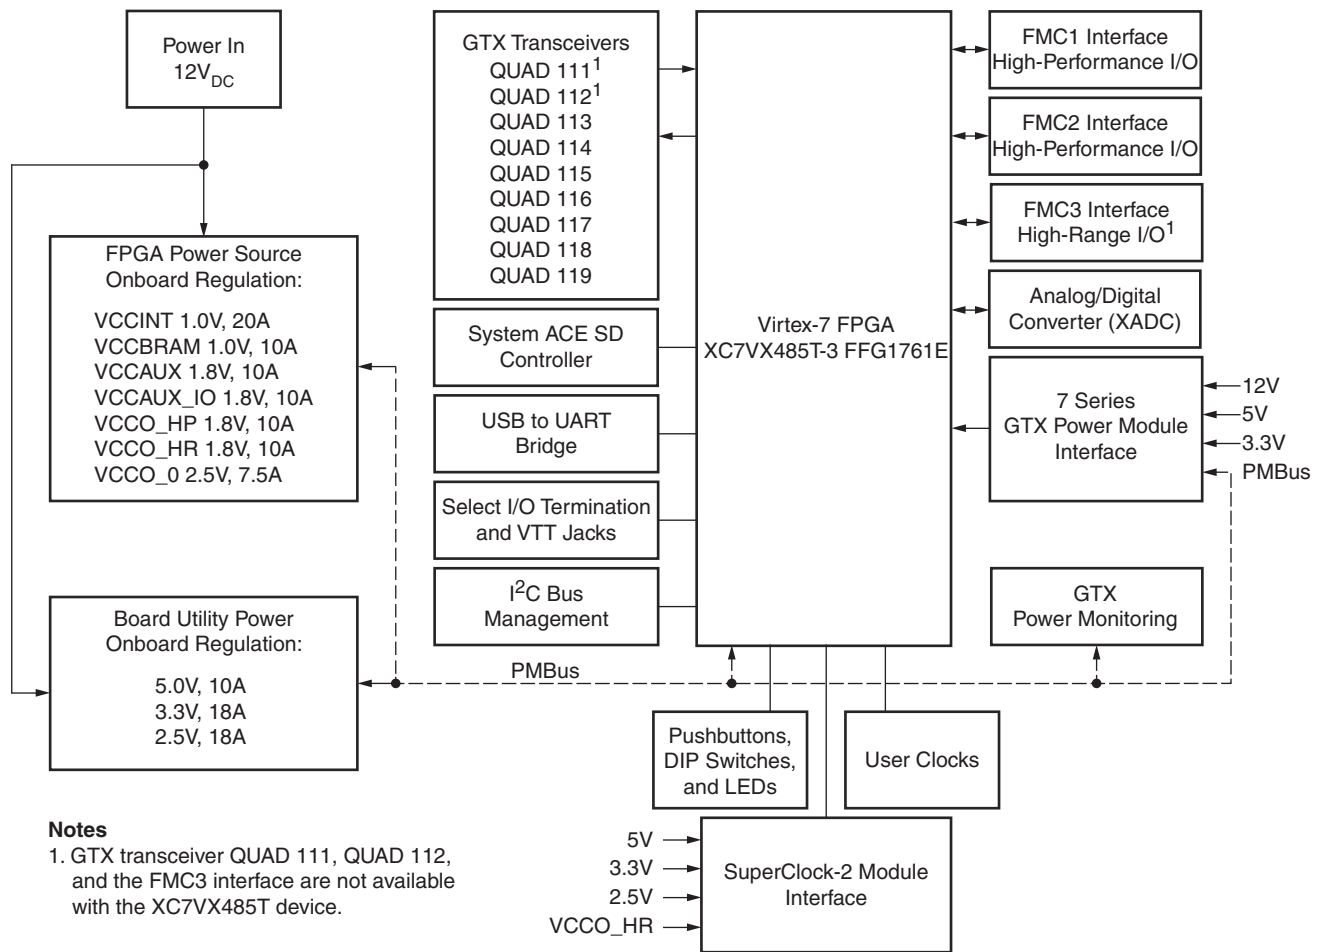 Power In
12VDC
GTX Transceivers
QUAD 111¹
QUAD 112¹
QUAD 113
QUAD 114
QUAD 115
QUAD 116
QUAD 117
QUAD 118
QUAD 119
FMC1 Interface
High-Performance I/O
FMC2 Interface
High-Performance I/O
FMC3 Interface
High-Range I/O¹
Analog/Digital
Converter (XADC)
FPGA Power Source
Onboard Regulation:
VCCINT 1.0V, 20A
VCCBRAM 1.0V, 10A
VCCAUX 1.8V, 10A
VCCAUX_IO 1.8V, 10A
VCCO_HP 1.8V, 10A
VCCO_HR 1.8V, 10A
VCCO_0 2.5V, 7.5A
System ACE SD
Controller
USB to UART
Bridge
Select I/O Termination
and VTT Jacks
I²C Bus
Management
Virtex-7 FPGA
XC7VX485T-3 FFG1761E
7 Series
GTX Power Module
Interface
12V
5V
3.3V
PMBus
GTX
Power Monitoring
Board Utility Power
Onboard Regulation:
5.0V, 10A
3.3V, 18A
2.5V, 18A
PMBus
Pushbuttons,
DIP Switches,
and LEDs
User Clocks
5V
3.3V
2.5V
VCCO_HR
SuperClock-2 Module
Interface
Notes
1. GTX transceiver QUAD 111, QUAD 112,
and the FMC3 interface are not available
with the XC7VX485T device.